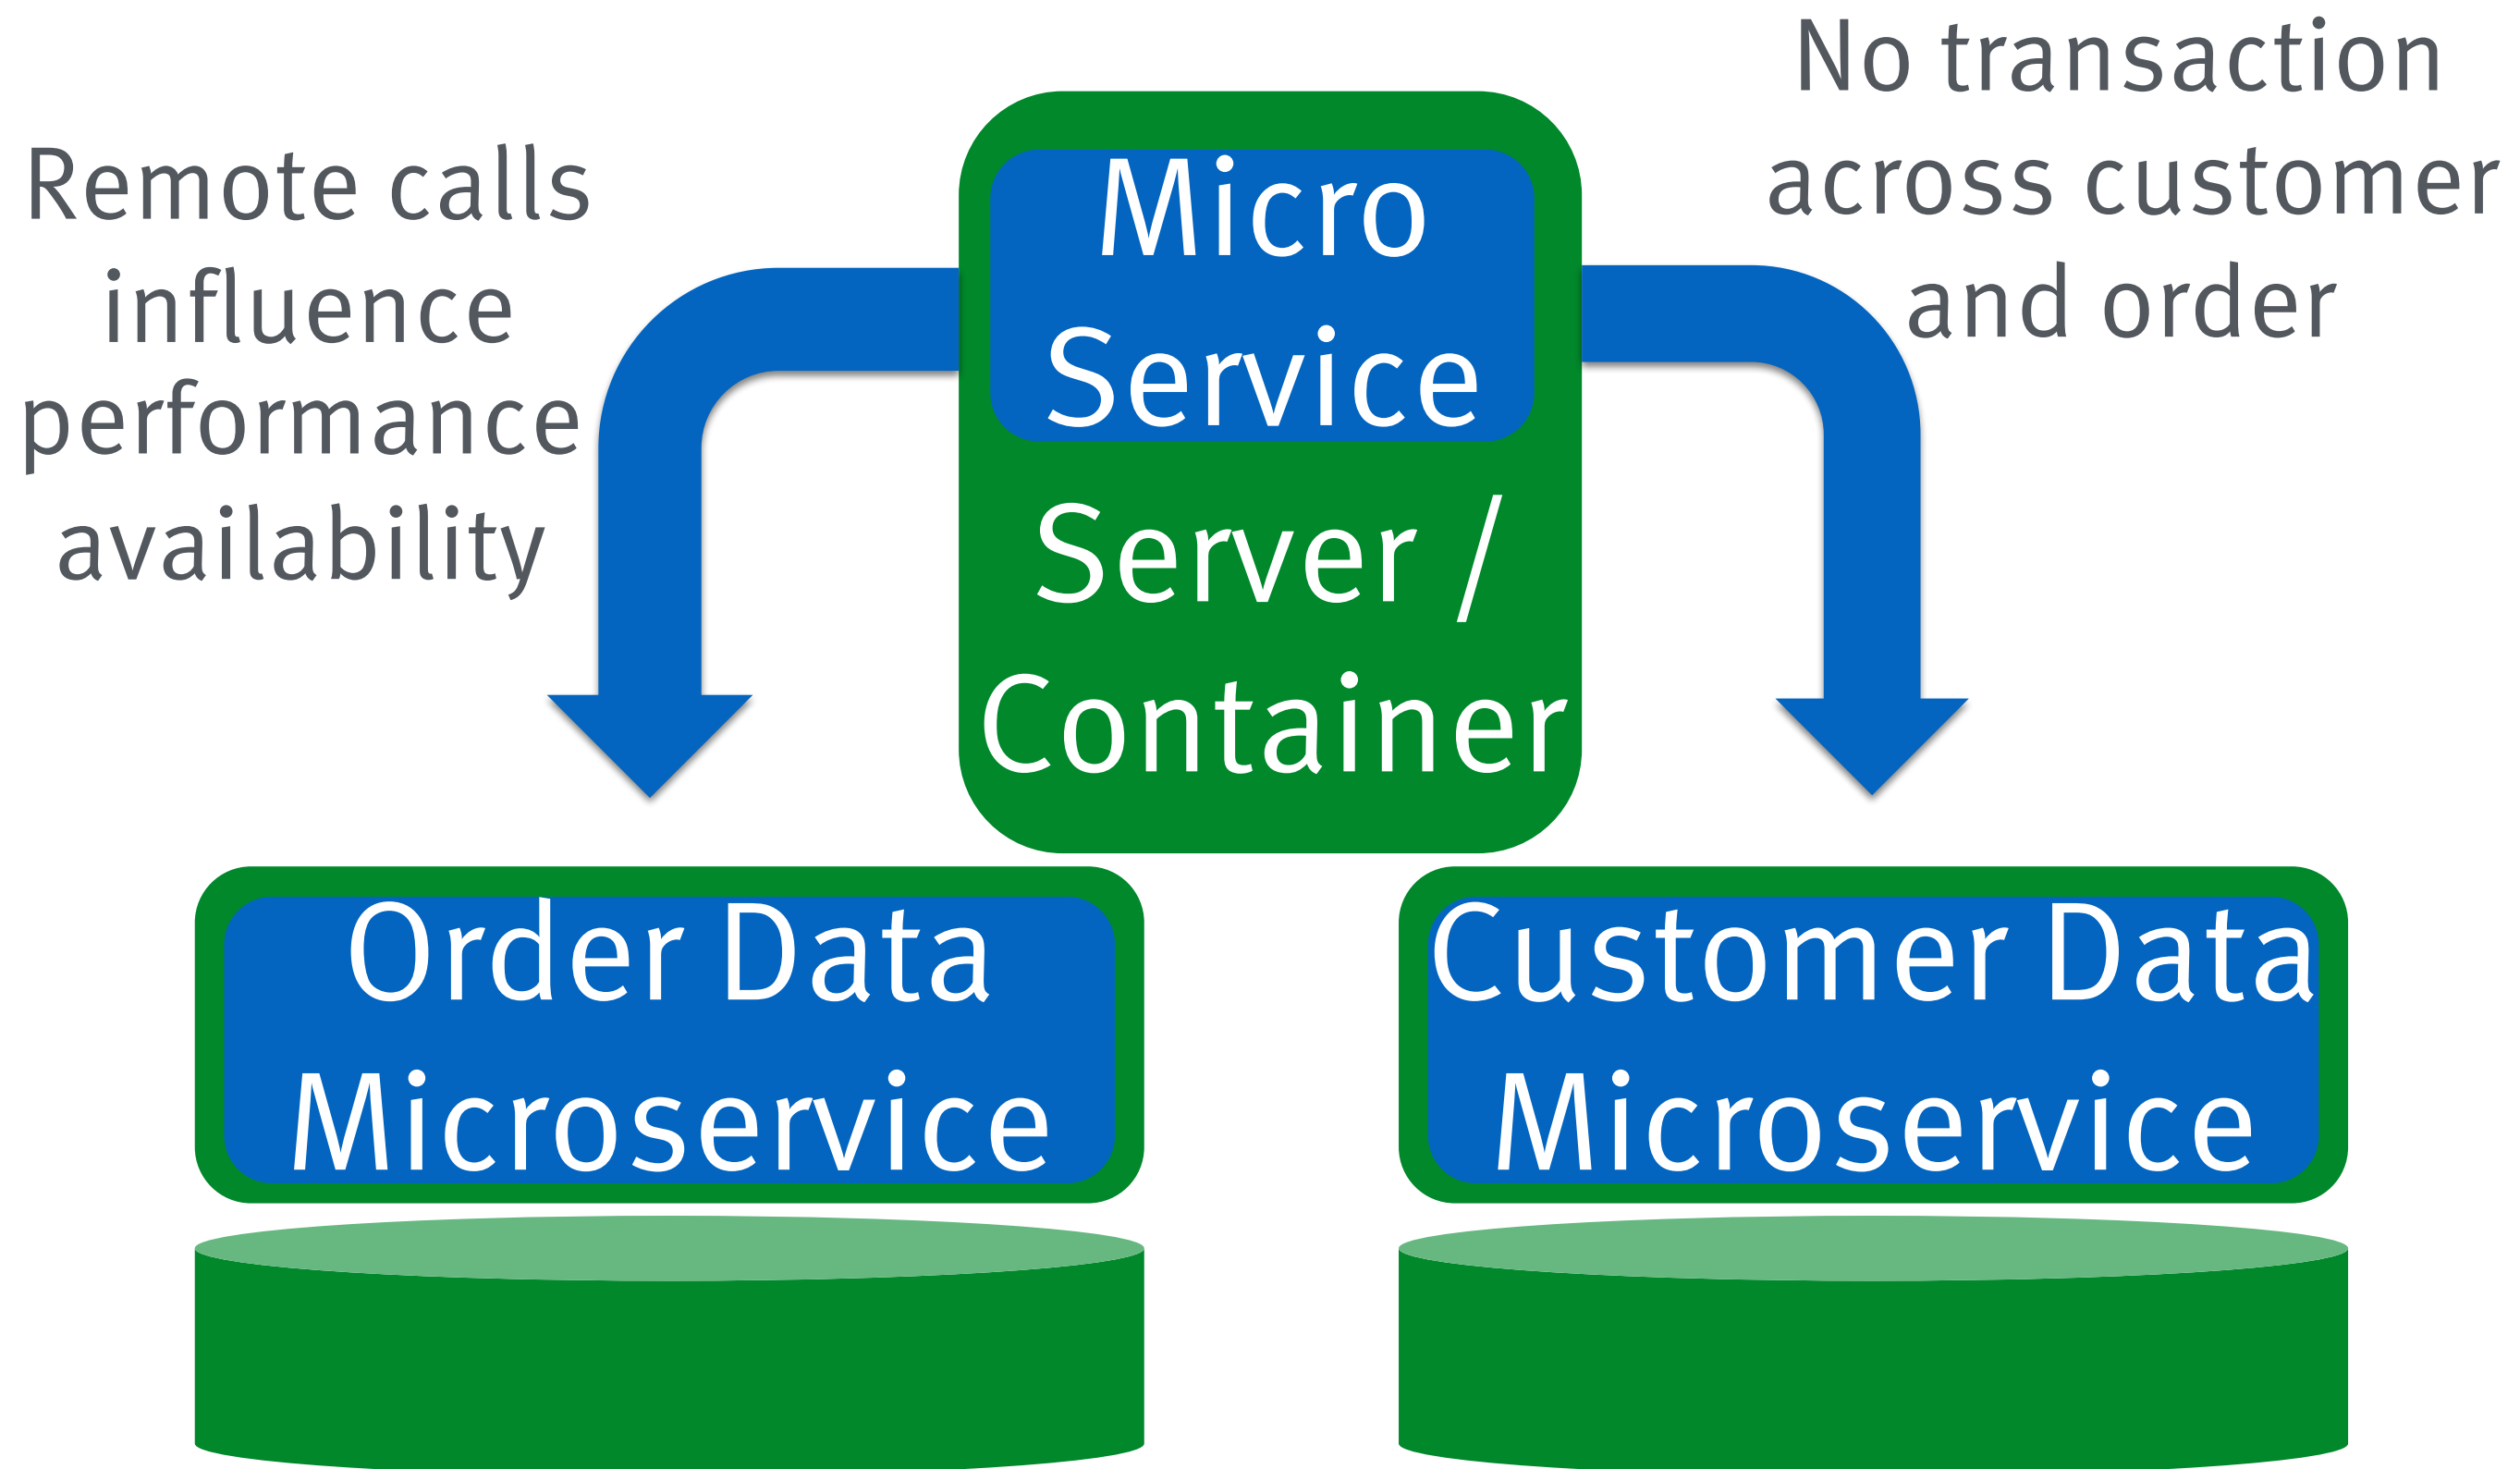 Remote calls
influence
performance
availability
Micro
Service
Server /
Container
No transaction
across customer
and order
Order Data
Microservice
Customer Data
Microservice